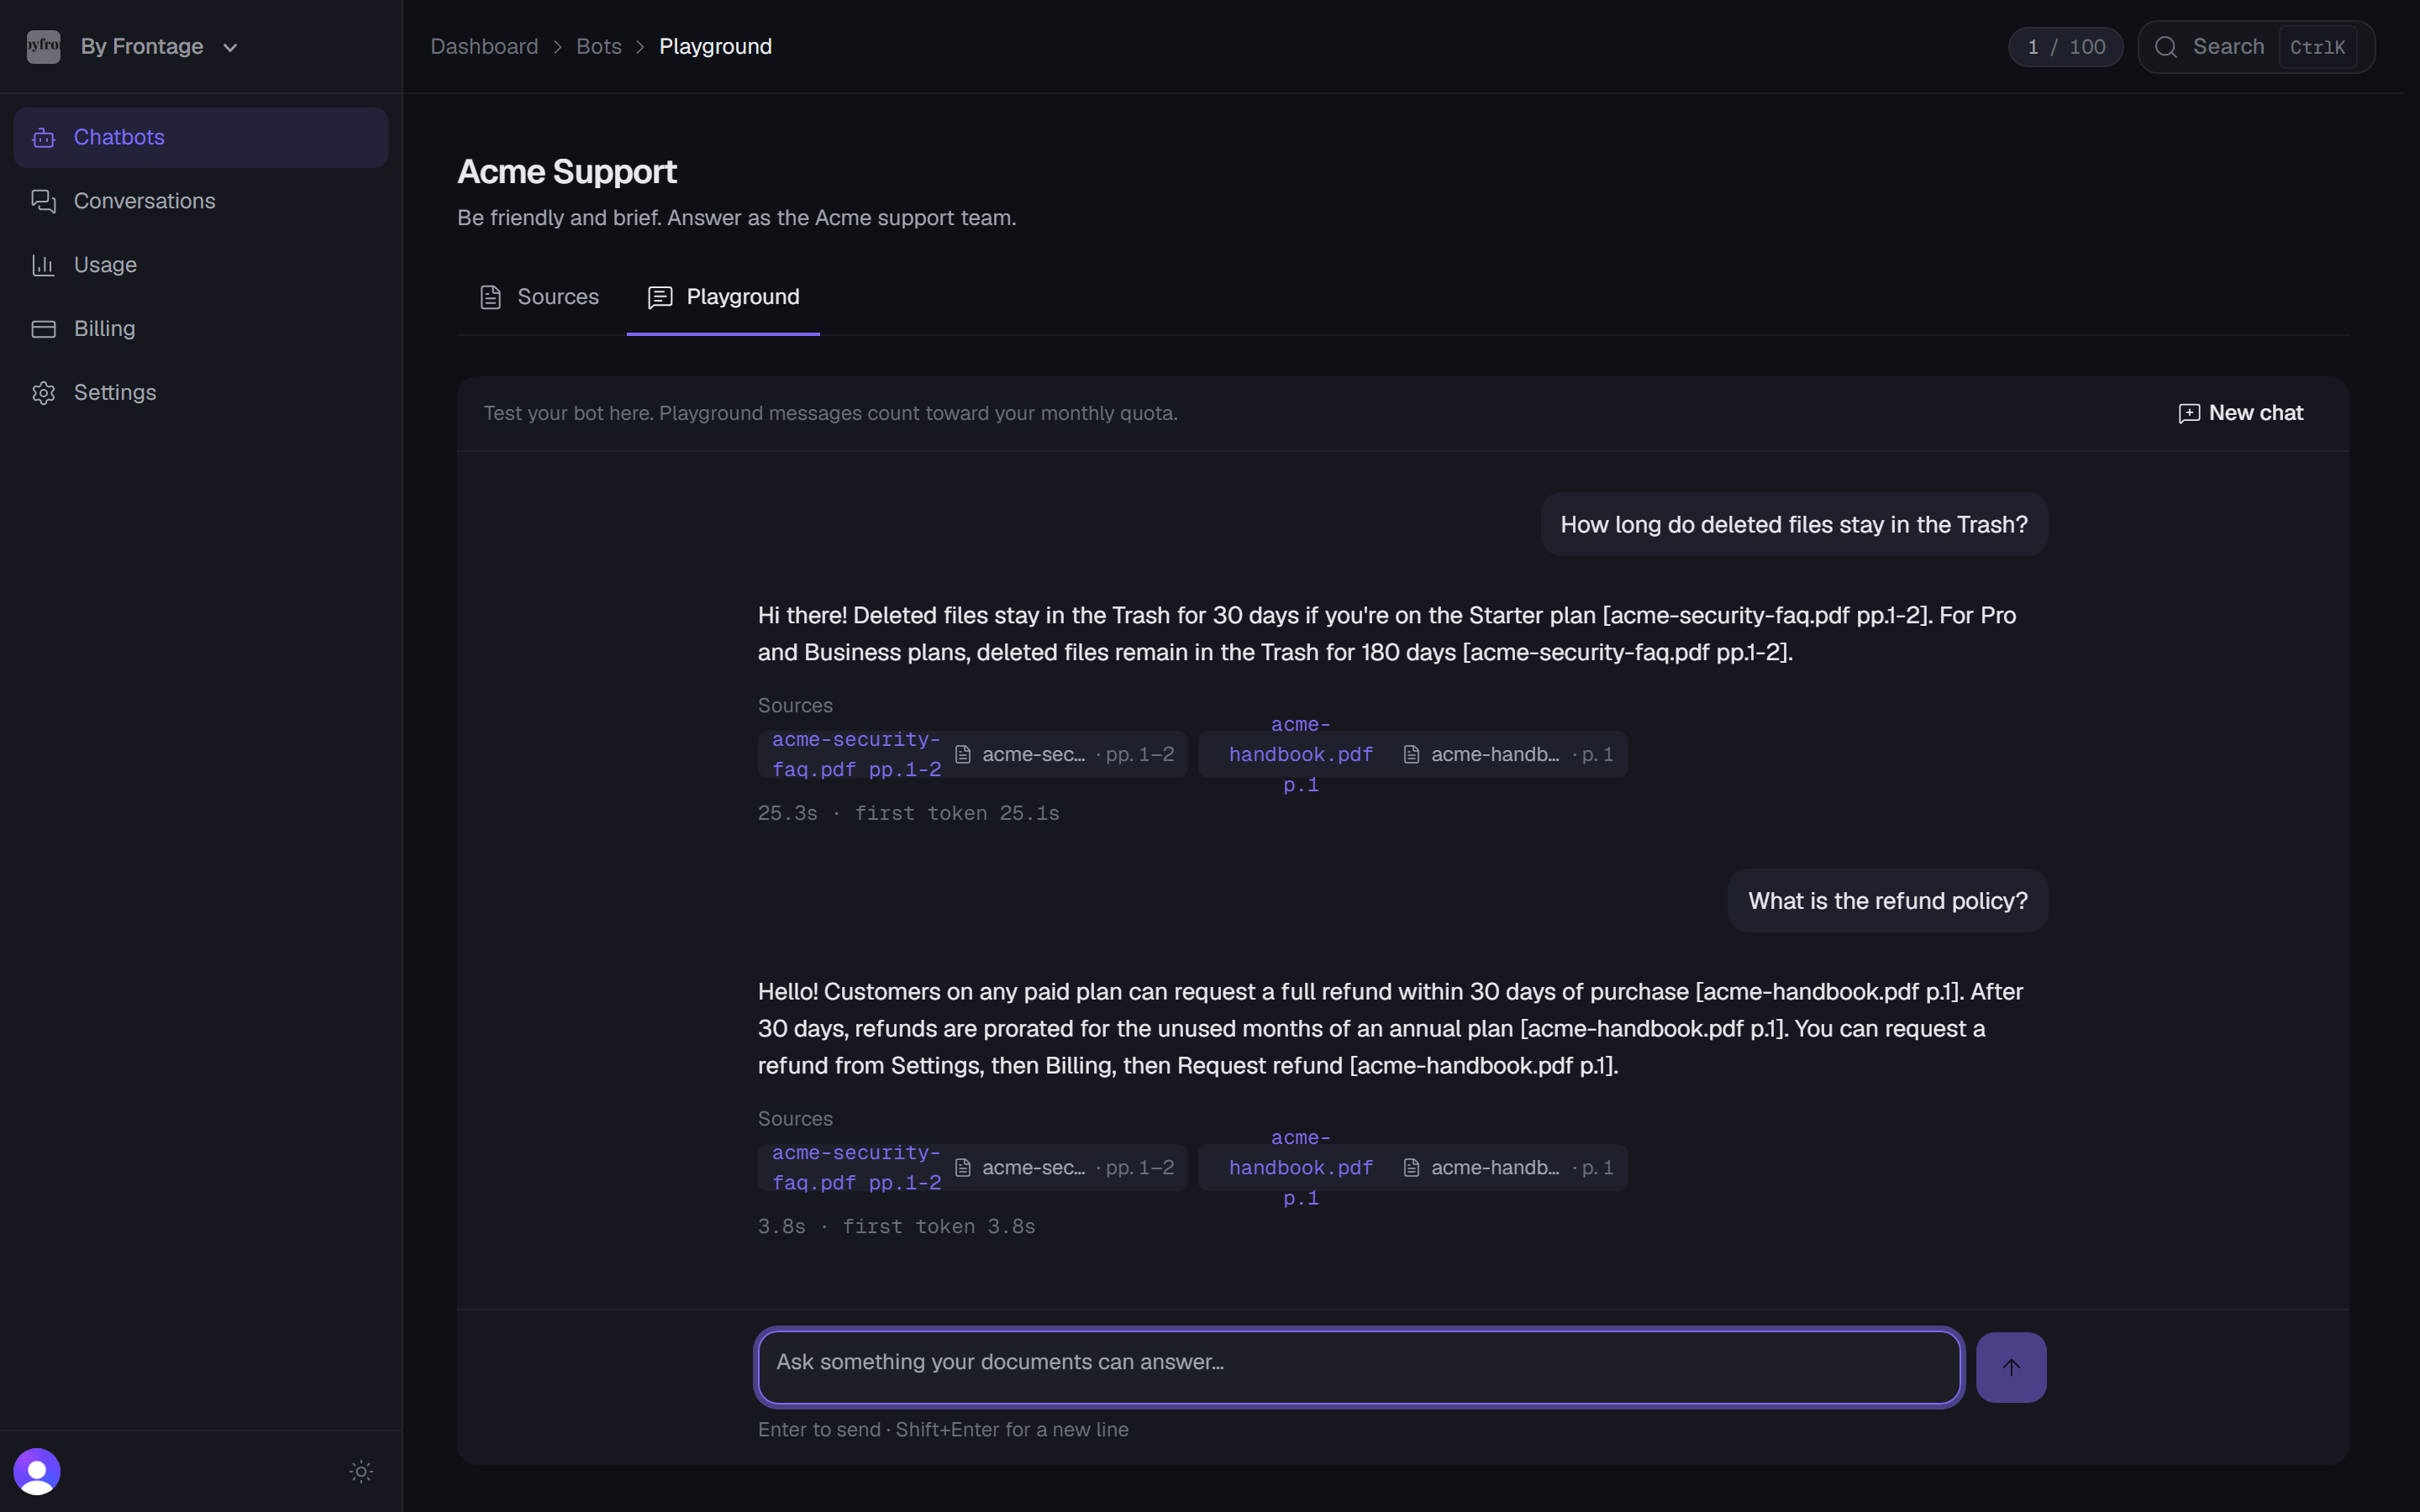 byfron
By Frontage
Dashboard > Bots > Playground
1 / 100
Search CtrlK
Chatbots
Conversations
Usage
Billing
Settings
Acme Support
Be friendly and brief. Answer as the Acme support team.
Sources
Playground
Test your bot here. Playground messages count toward your monthly quota.
New chat
How long do deleted files stay in the Trash?
Hi there! Deleted files stay in the Trash for 30 days if you're on the Starter plan [acme-security-faq.pdf pp.1-2]. For Pro
and Business plans, deleted files remain in the Trash for 180 days [acme-security-faq.pdf pp.1-2].
Sources
acme-security-
faq.pdf pp.1-2
acme-sec... · pp. 1–2
acme-
handbook.pdf
p.1
acme-handb... · p. 1
25.3s · first token 25.1s
What is the refund policy?
Hello! Customers on any paid plan can request a full refund within 30 days of purchase [acme-handbook.pdf p.1]. After
30 days, refunds are prorated for the unused months of an annual plan [acme-handbook.pdf p.1]. You can request a
refund from Settings, then Billing, then Request refund [acme-handbook.pdf p.1].
Sources
acme-security-
faq.pdf pp.1-2
acme-sec... · pp. 1–2
acme-
handbook.pdf
p.1
acme-handb... · p. 1
3.8s · first token 3.8s
Ask something your documents can answer...
Enter to send · Shift+Enter for a new line